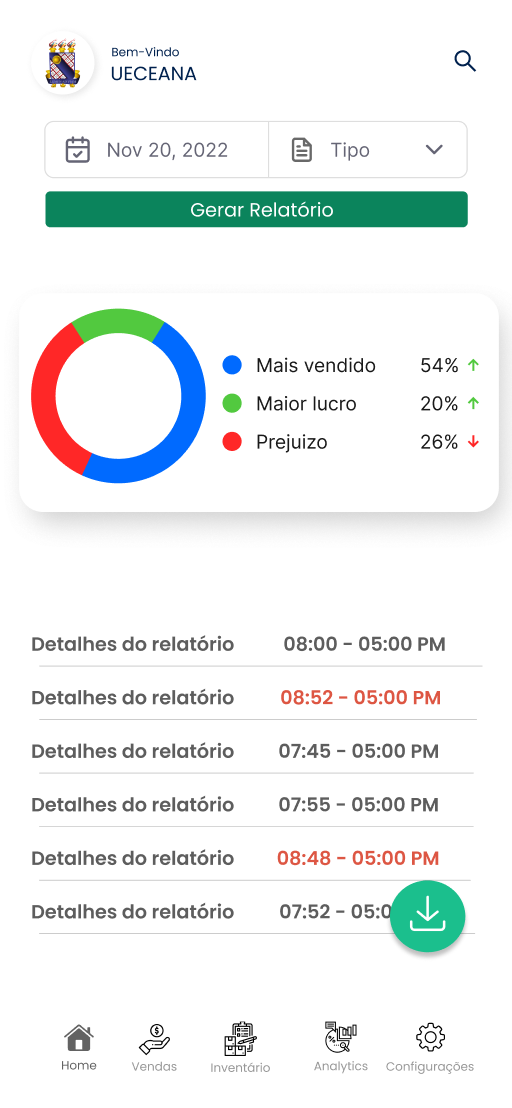 Bem-Vindo
UECEANA
Nov 20, 2022 Tipo
Gerar Relatório
Mais vendido 54%
Maior lucro 20%
Prejuizo 26%
Detalhes do relatório 08:00 - 05:00 PM
Detalhes do relatório 08:52 - 05:00 PM
Detalhes do relatório 07:45 - 05:00 PM
Detalhes do relatório 07:55 - 05:00 PM
Detalhes do relatório 08:48 - 05:00 PM
Detalhes do relatório 07:52 - 05:0
Home Vendas Inventário Analytics Configurações